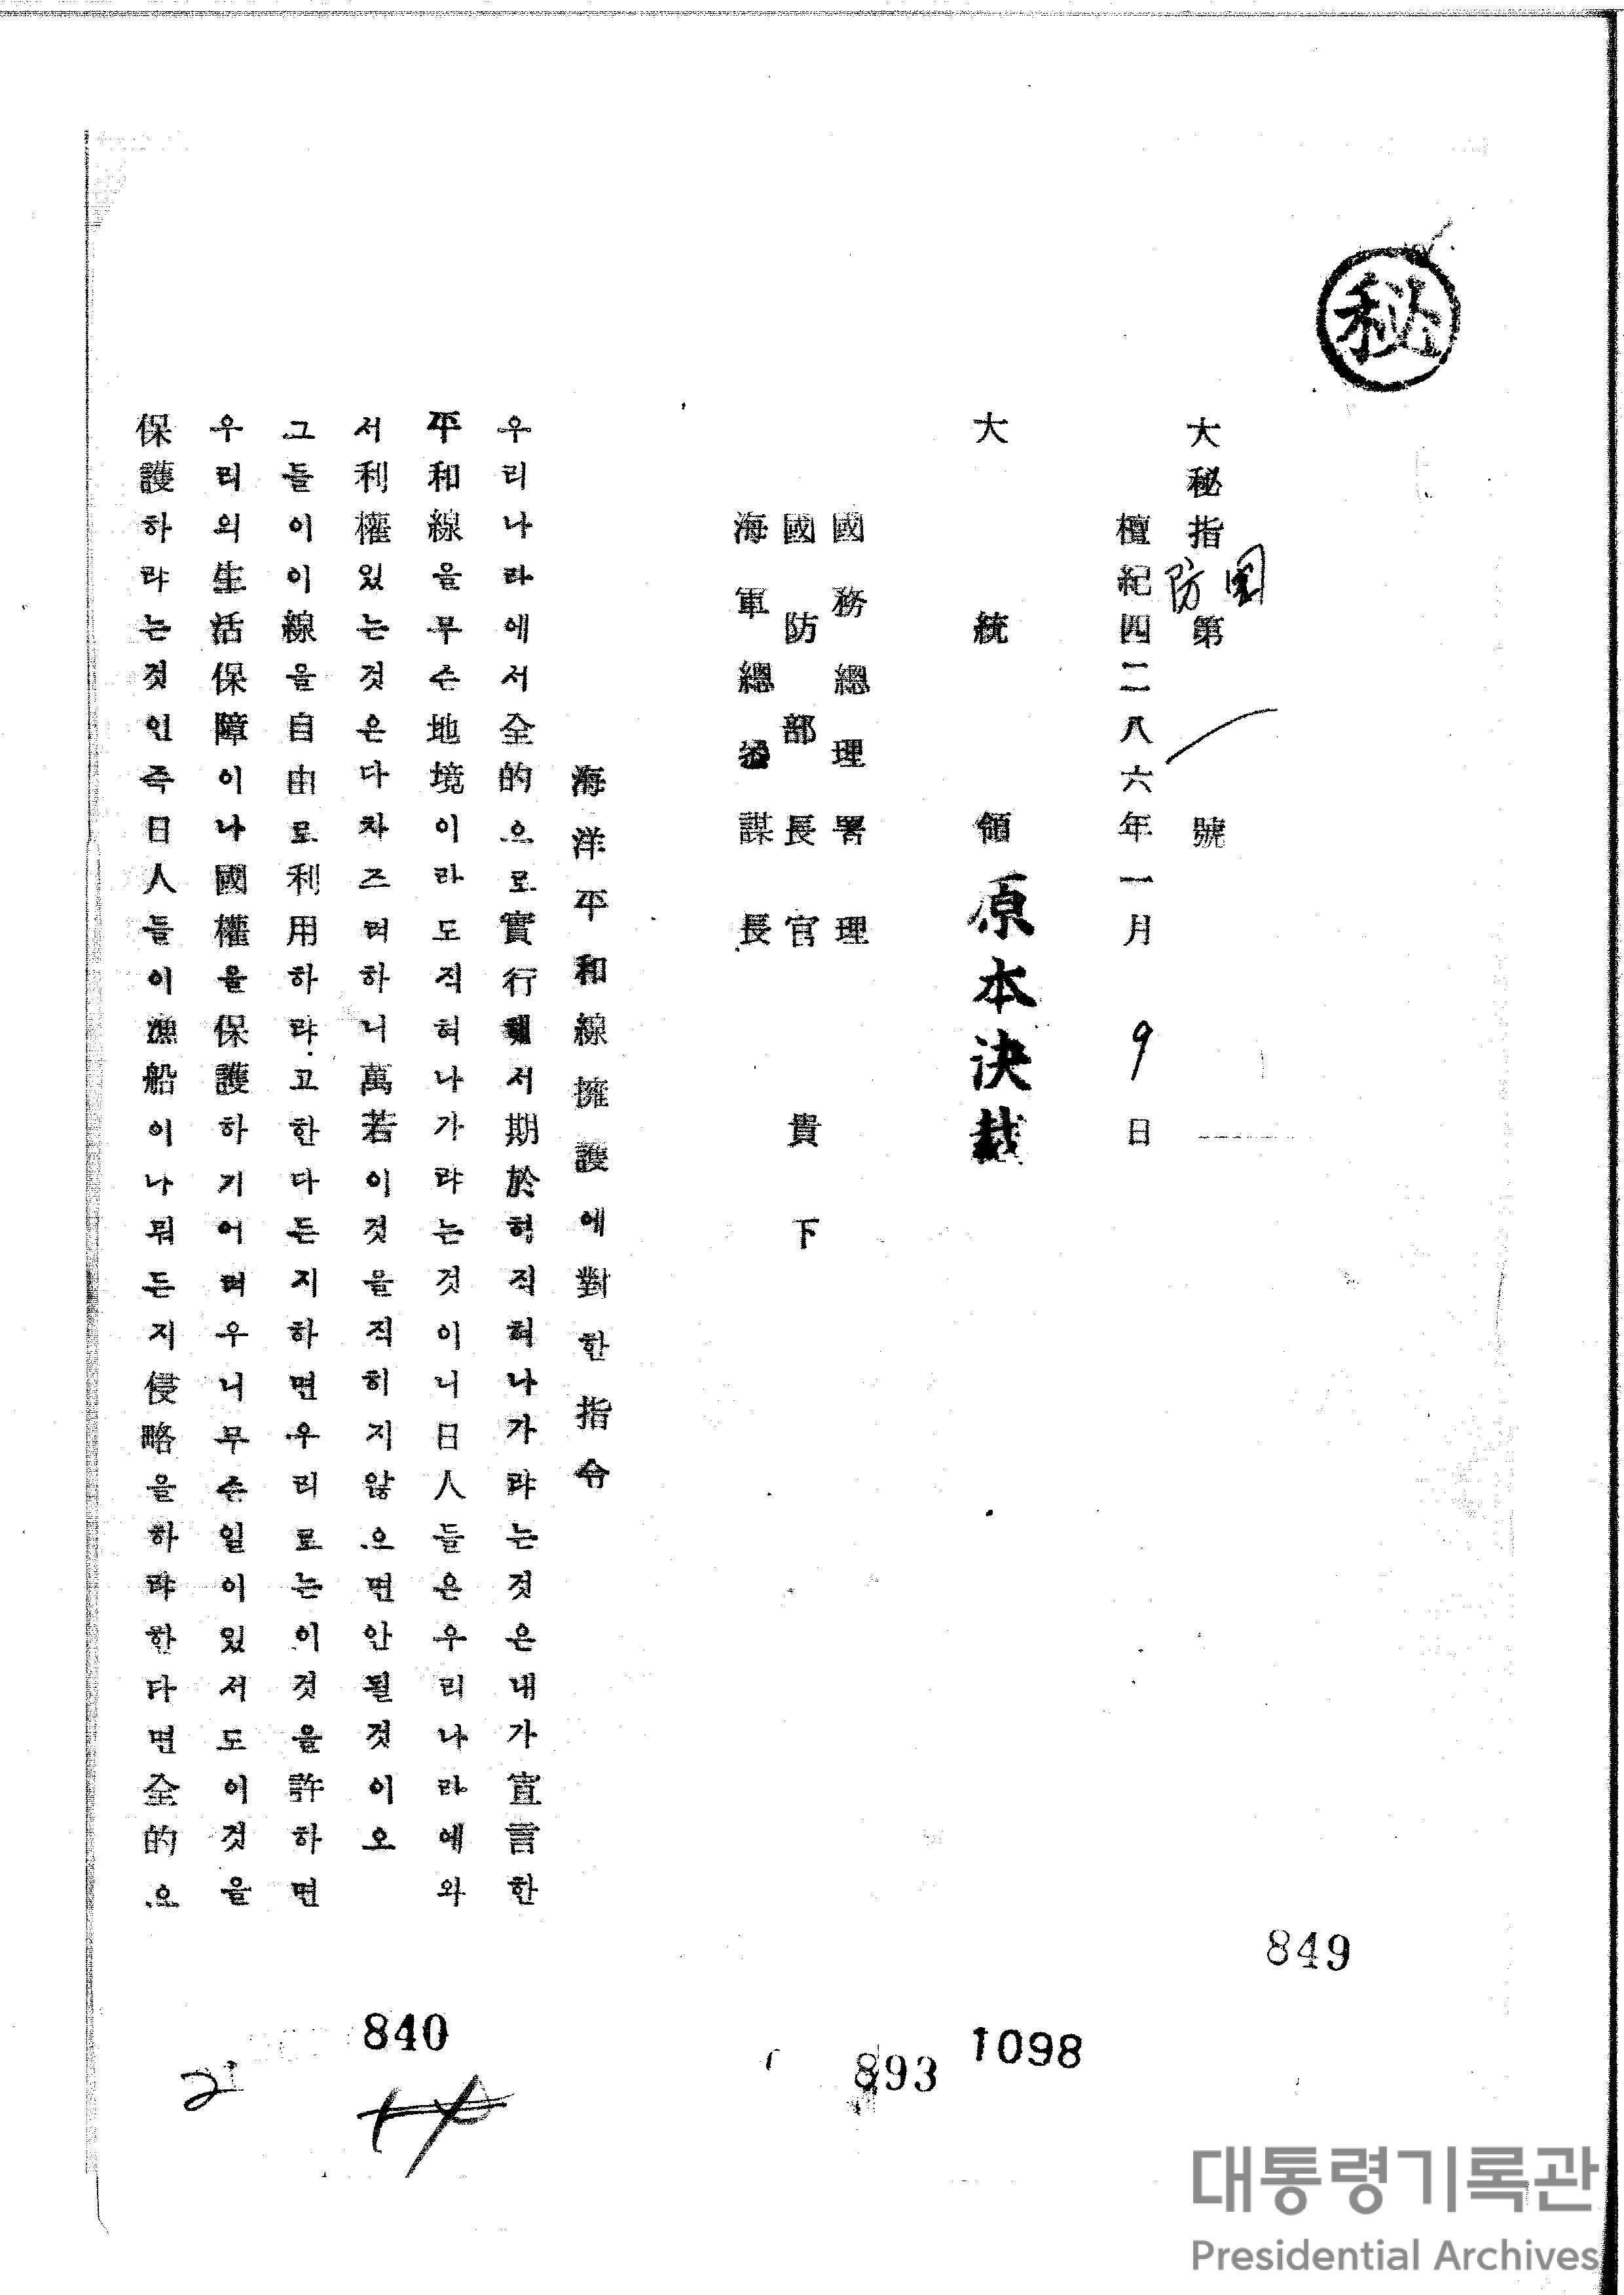 秘
大秘指 國防 第 號
檀紀四二八六年一月 9 日
大統領 原本決裁
國務總理署理
國防部長官 貴下
海軍總參謀長
海洋平和線擁護에對한指令
우리나라에서全的으로實行해서期於히직혀나가랴는것은내가宣言한
平和線을무슨地境이라도직혀나가랴는것이니日人들은우리나라에와
서利權있는것은다차즈려하니萬若이것을직히지않으면안될것이오
그들이이線을自由로利用하랴고한다든지하면우리로는이것을許하면
우리의生活保障이나國權을保護하기어려우니무슨일이있서도이것을
保護하랴는것인즉日人들이漁船이나뭐든지侵略을하랴한다면全的으
849
840
893
1098
2
대통령기록관
Presidential Archives